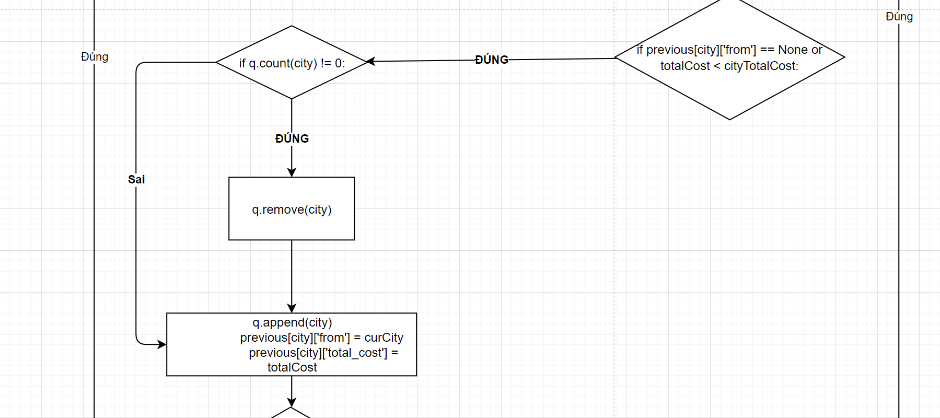 Đúng
Đúng
if q.count(city) != 0:
ĐÚNG
if previous[city]['from'] == None or
totalCost < cityTotalCost:
ĐÚNG
Sai
q.remove(city)
q.append(city)
previous[city]['from'] = curCity
previous[city]['total_cost'] =
totalCost